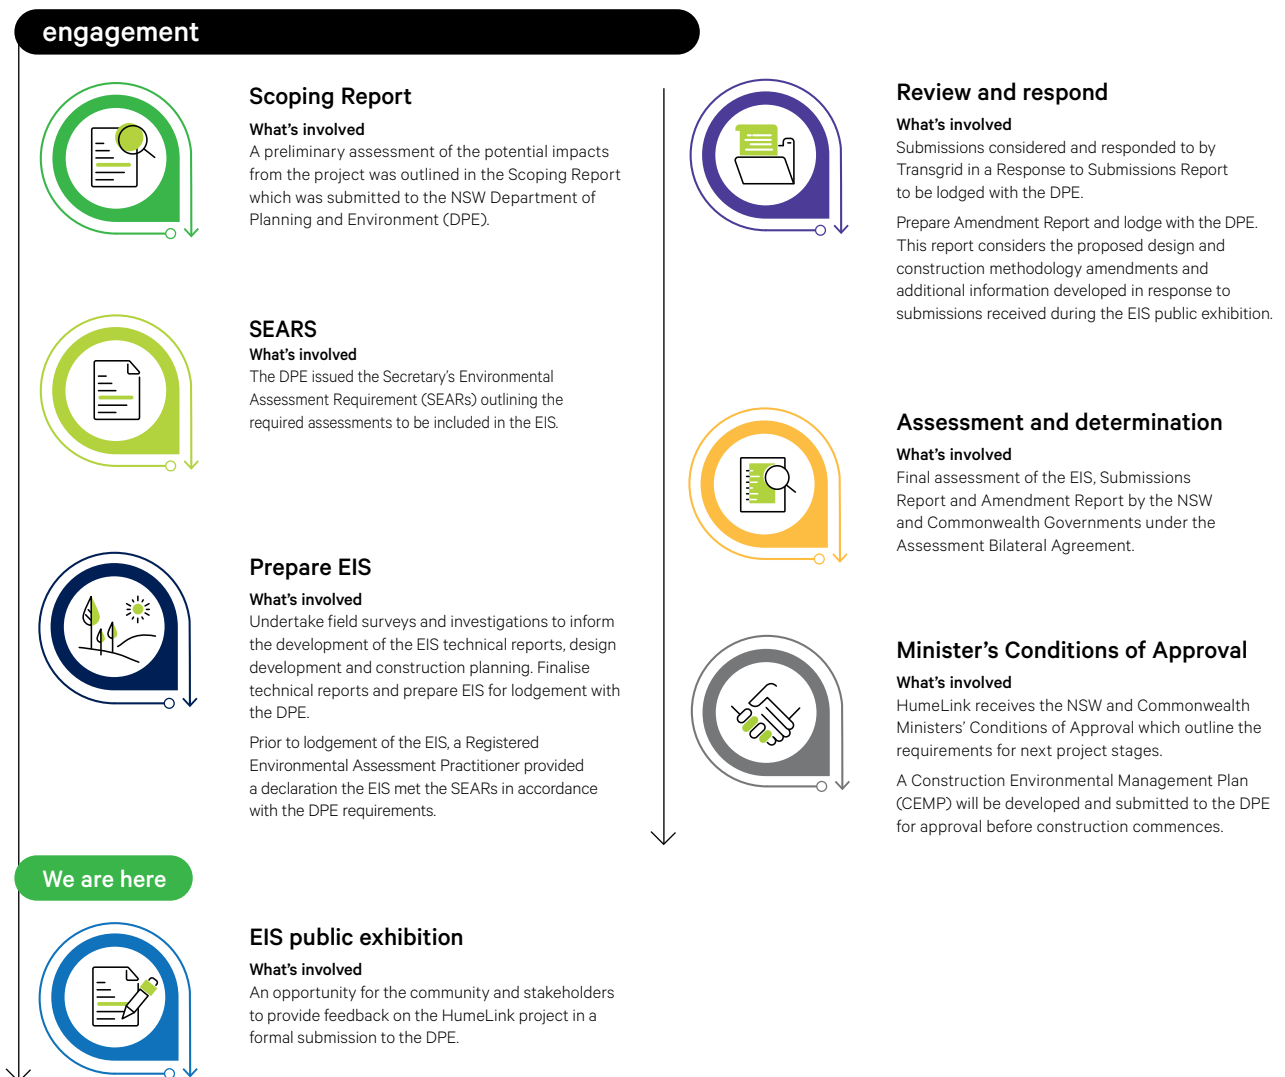 engagement
Scoping Report
What's involved
A preliminary assessment of the potential impacts
from the project was outlined in the Scoping Report
which was submitted to the NSW Department of
Planning and Environment (DPE).
SEARS
What's involved
The DPE issued the Secretary's Environmental
Assessment Requirement (SEARs) outlining the
required assessments to be included in the EIS.
Prepare EIS
What's involved
Undertake field surveys and investigations to inform
the development of the EIS technical reports, design
development and construction planning. Finalise
technical reports and prepare EIS for lodgement with
the DPE.
Prior to lodgement of the EIS, a Registered
Environmental Assessment Practitioner provided
a declaration the EIS met the SEARs in accordance
with the DPE requirements.
We are here
EIS public exhibition
What's involved
An opportunity for the community and stakeholders
to provide feedback on the HumeLink project in a
formal submission to the DPE.
Review and respond
What's involved
Submissions considered and responded to by
Transgrid in a Response to Submissions Report
to be lodged with the DPE.
Prepare Amendment Report and lodge with the DPE.
This report considers the proposed design and
construction methodology amendments and
additional information developed in response to
submissions received during the EIS public exhibition.
Assessment and determination
What's involved
Final assessment of the EIS, Submissions
Report and Amendment Report by the NSW
and Commonwealth Governments under the
Assessment Bilateral Agreement.
Minister's Conditions of Approval
What's involved
HumeLink receives the NSW and Commonwealth
Ministers' Conditions of Approval which outline the
requirements for next project stages.
A Construction Environmental Management Plan
(CEMP) will be developed and submitted to the DPE
for approval before construction commences.